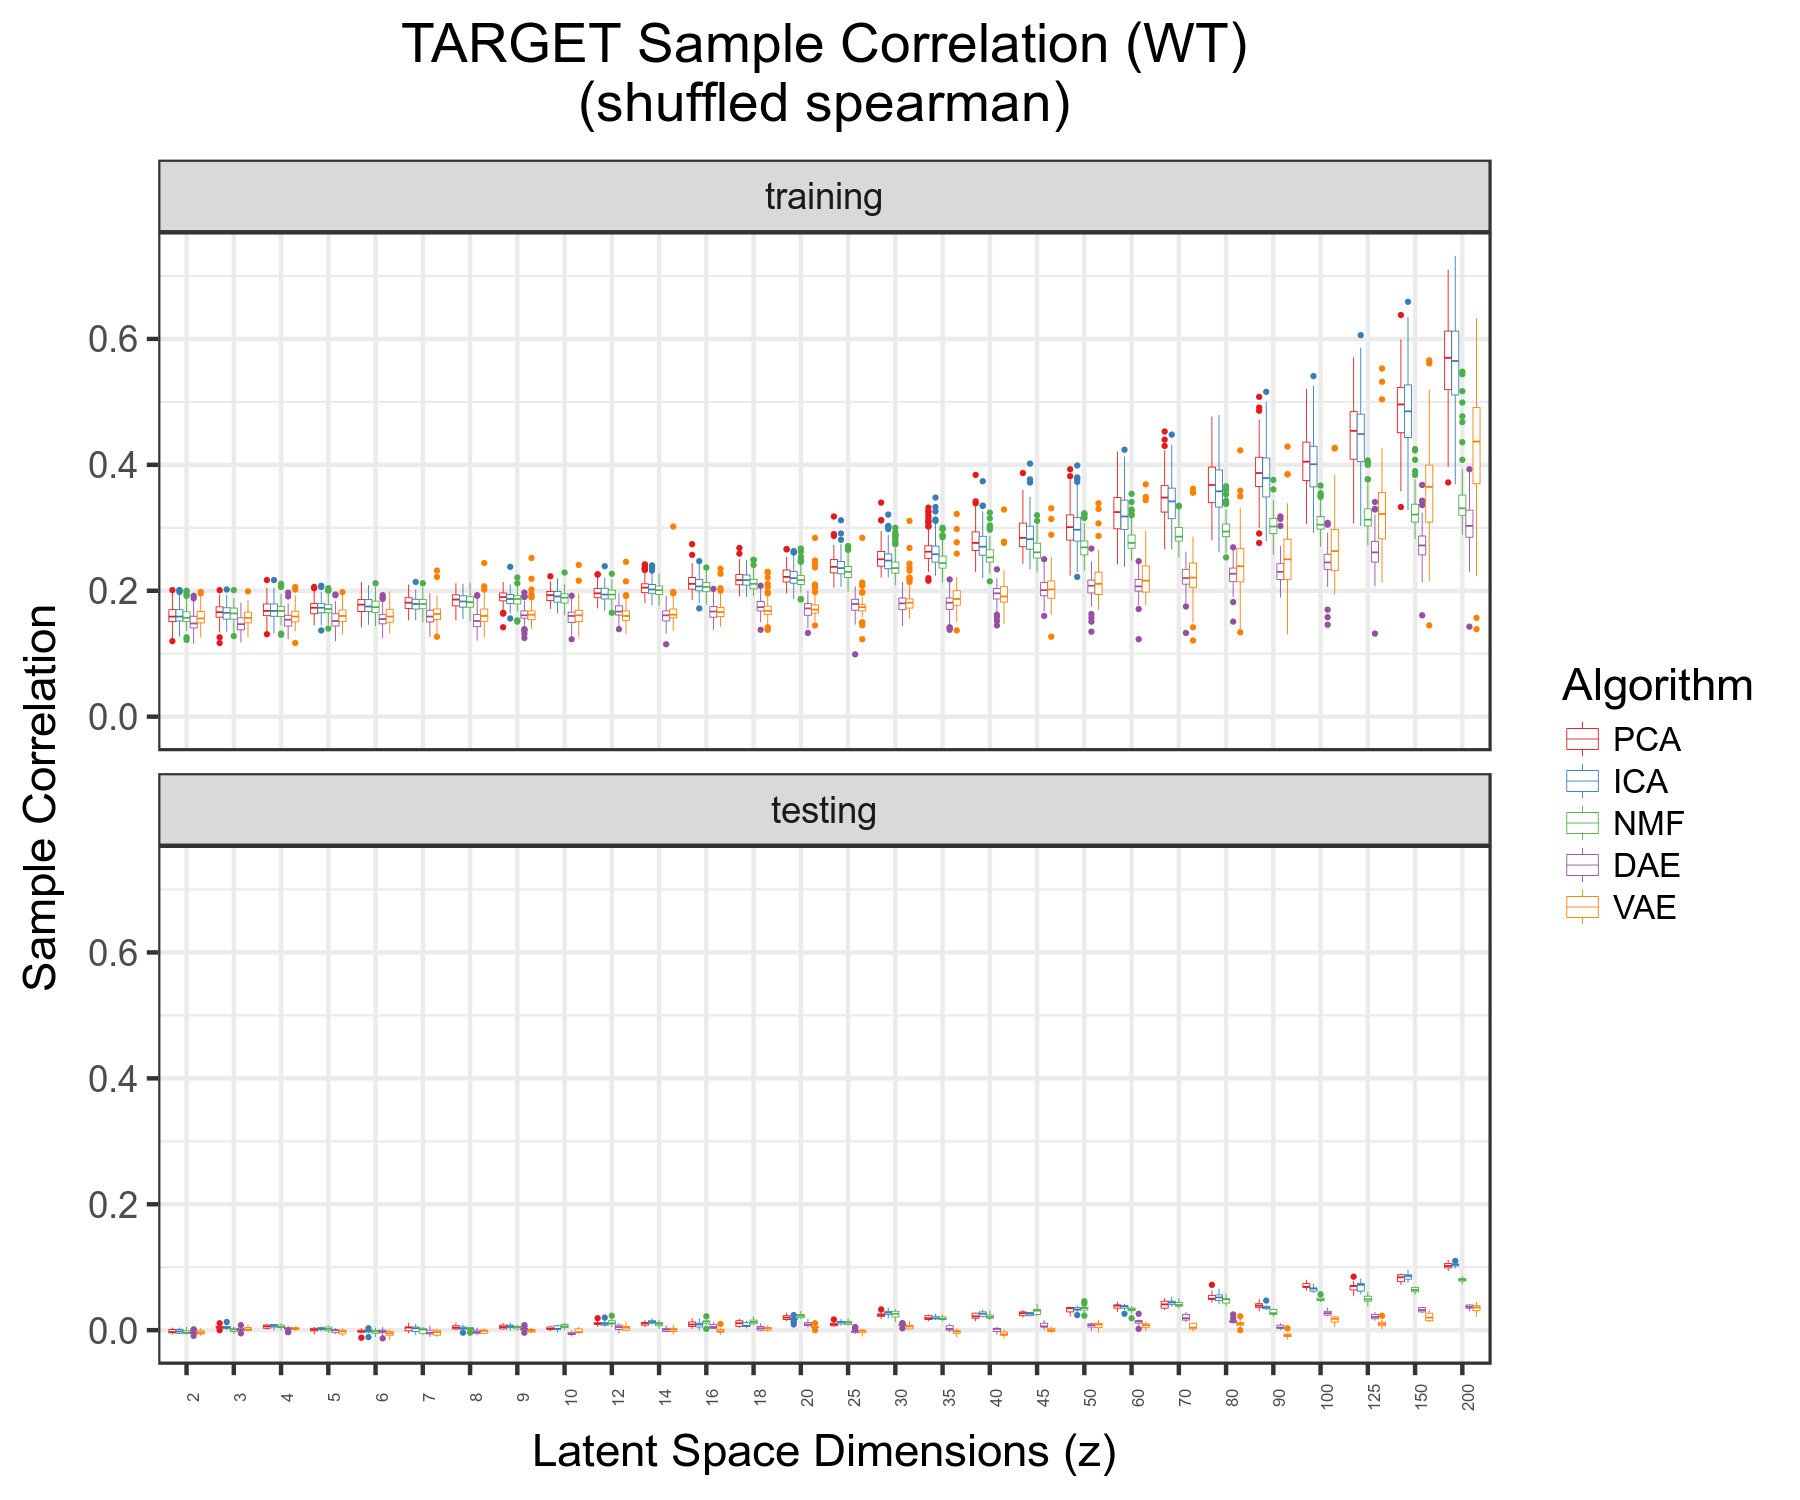 TARGET Sample Correlation (WT)
(shuffled spearman)
training
0.6
0.4
0.2
0.0
testing
0.6
0.4
0.2
0.0
Sample Correlation
2 3 4 5 6 7 8 9 10 12 14 16 18 20 25 30 35 40 45 50 60 70 80 90 100 125 150 200
Latent Space Dimensions (z)
Algorithm
PCA
ICA
NMF
DAE
VAE